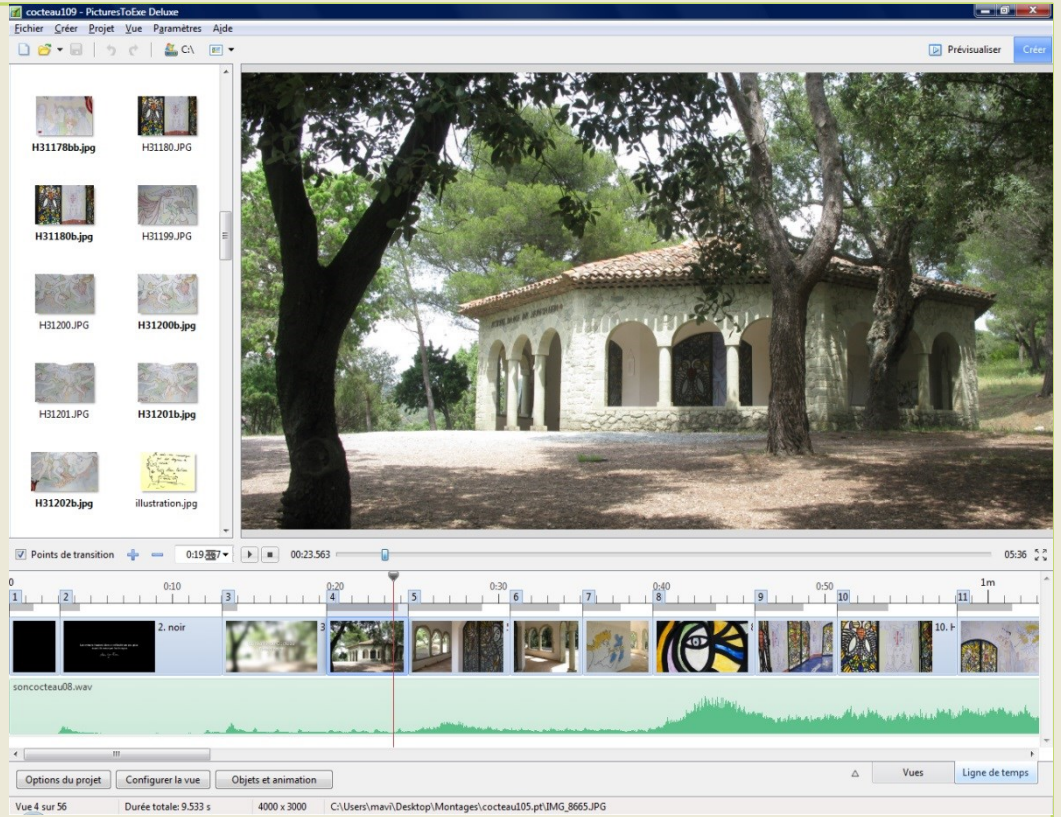 cocteau109 - PicturesToExe Deluxe
Fichier Créer Projet Vue Paramètres Aide
C:\
Prévisualiser
Créer
H31178bb.jpg
H31180.JPG
H31180b.jpg
H31199.JPG
H31200.JPG
H31200b.jpg
H31201.JPG
H31201b.jpg
H31202b.jpg
illustration.jpg
Points de transition
00:23.563
05:36
0 0:10 0:20 0:30 0:40 0:50 1m
1 2 3 4 5 6 7 8 9 10 11
2. noir
soncocteau08.wav
Options du projet
Configurer la vue
Objets et animation
Vues
Ligne de temps
Vue 4 sur 56
Durée totale: 9.533 s
4000 x 3000
C:\Users\mavi\Desktop\Montages\cocteau105.pt\IMG_8665.JPG